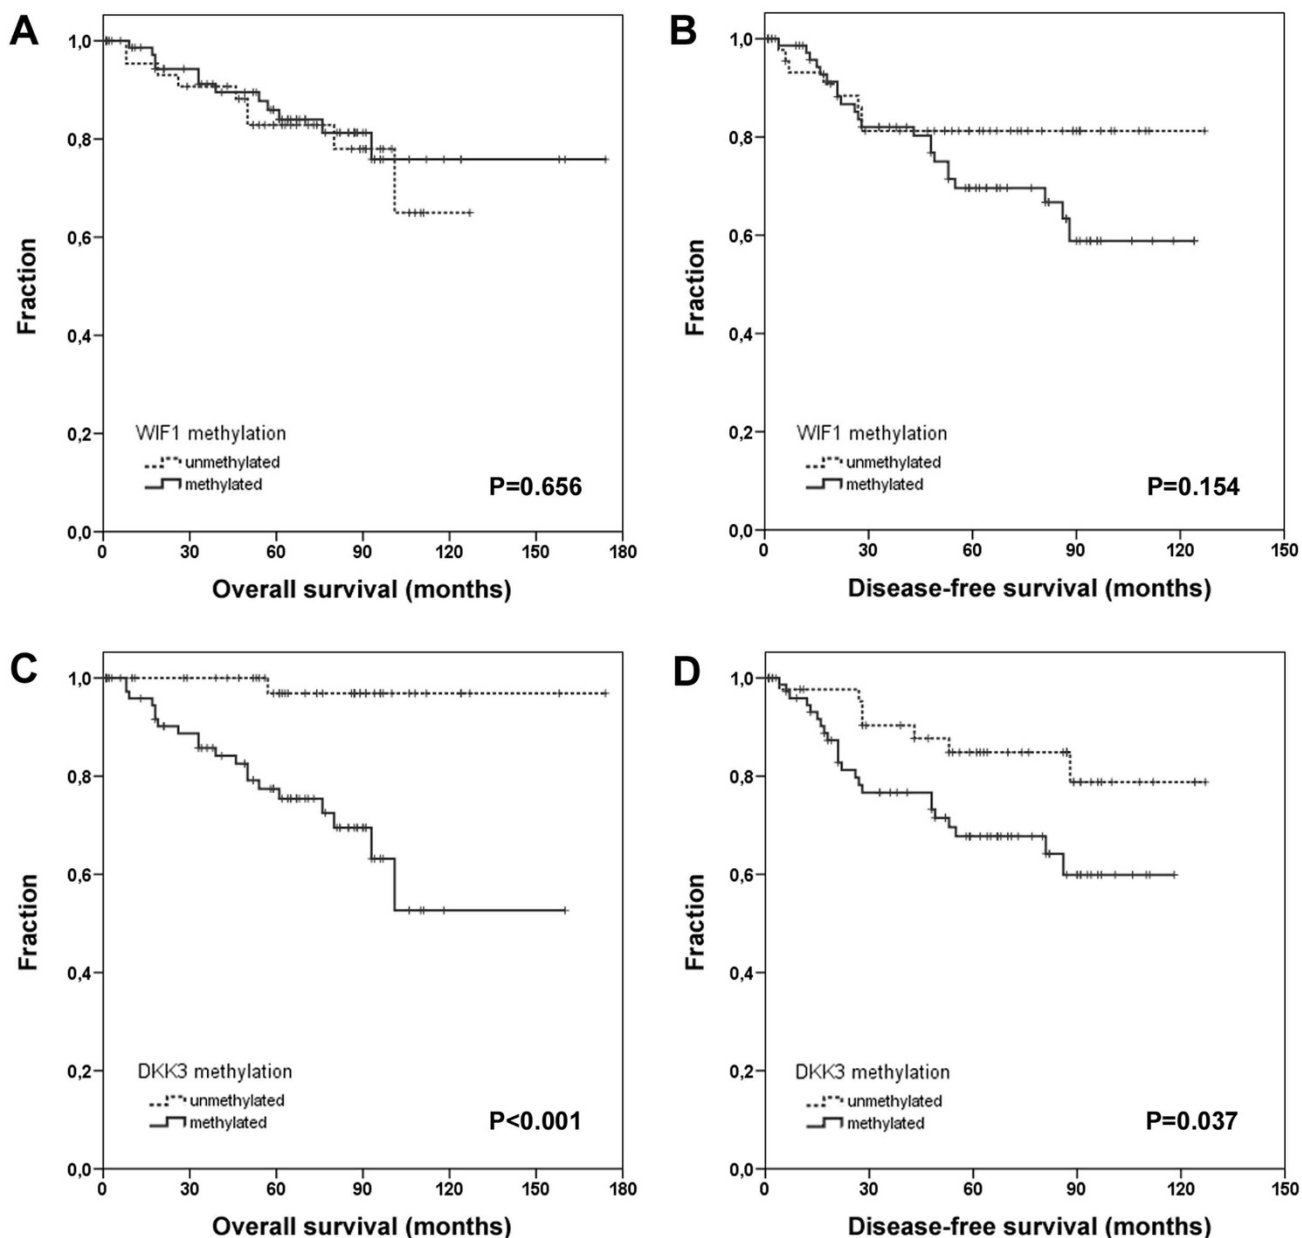 A
1,0
0,8
0,6
0,4
0,2
0,0
Fraction
WIF1 methylation
unmethylated
methylated
P=0.656
0 30 60 90 120 150 180
Overall survival (months)
B
1,0
0,8
0,6
0,4
0,2
0,0
Fraction
WIF1 methylation
unmethylated
methylated
P=0.154
0 30 60 90 120 150
Disease-free survival (months)
C
1,0
0,8
0,6
0,4
0,2
0,0
Fraction
DKK3 methylation
unmethylated
methylated
P<0.001
0 30 60 90 120 150 180
Overall survival (months)
D
1,0
0,8
0,6
0,4
0,2
0,0
Fraction
DKK3 methylation
unmethylated
methylated
P=0.037
0 30 60 90 120 150
Disease-free survival (months)